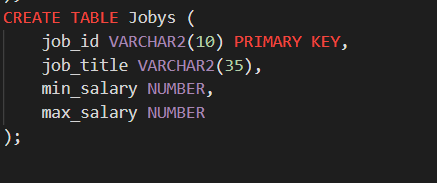 );
CREATE TABLE Jobys (
    job_id VARCHAR2(10) PRIMARY KEY,
    job_title VARCHAR2(35),
    min_salary NUMBER,
    max_salary NUMBER
);